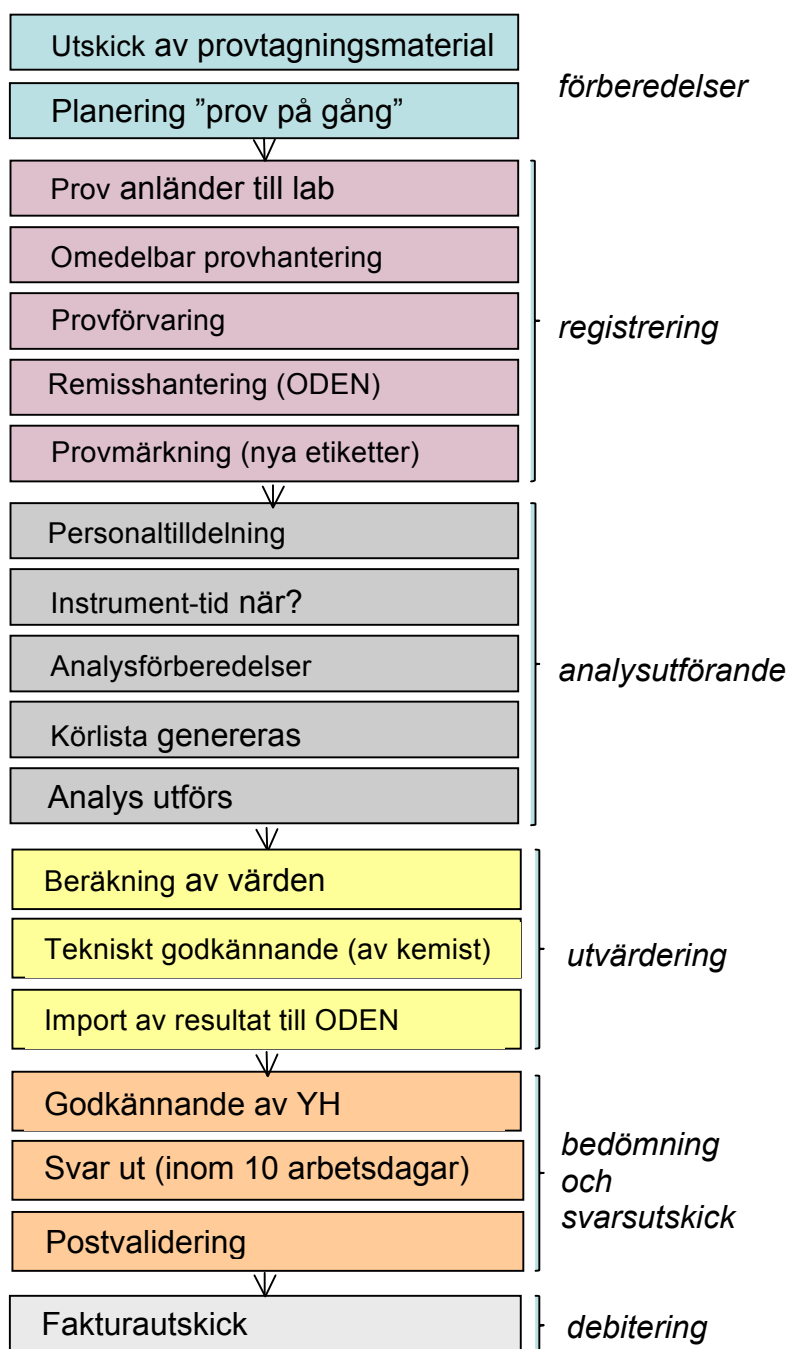 Utskick av provtagningsmaterial
Planering ”prov på gång”
förberedelser
Prov anländer till lab
Omedelbar provhantering
Provförvaring
Remisshantering (ODEN)
Provmärkning (nya etiketter)
registrering
Personaltilldelning
Instrument-tid när?
Analysförberedelser
Körlista genereras
Analys utförs
analysutförande
Beräkning av värden
Tekniskt godkännande (av kemist)
Import av resultat till ODEN
utvärdering
Godkännande av YH
Svar ut (inom 10 arbetsdagar)
Postvalidering
bedömning
och
svarsutskick
Fakturautskick
debitering